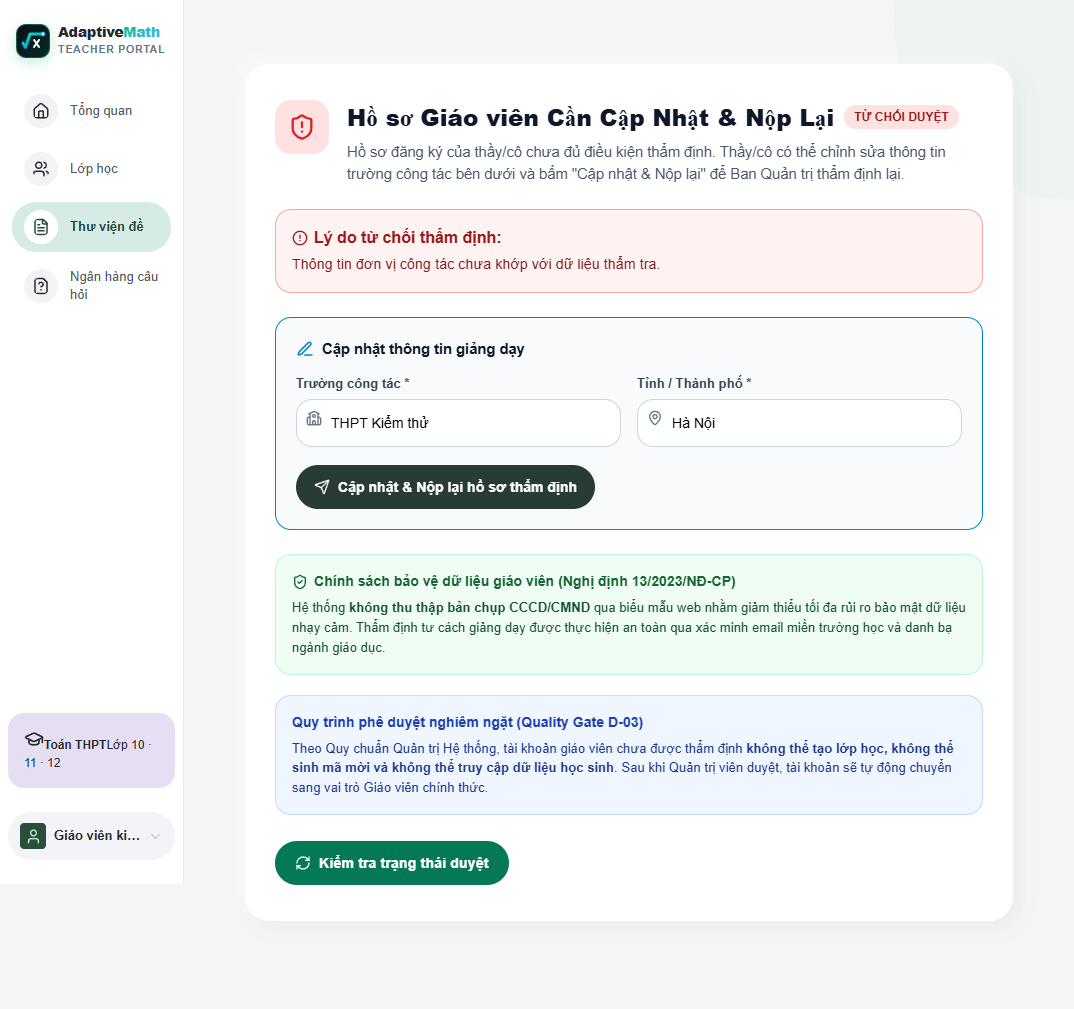 AdaptiveMath
TEACHER PORTAL
Tổng quan
Lớp học
Thư viện đề
Ngân hàng câu
hỏi
Toán THPTLớp 10 ·
11 · 12
Giáo viên ki...
Hồ sơ Giáo viên Cần Cập Nhật & Nộp Lại
TỪ CHỐI DUYỆT
Hồ sơ đăng ký của thầy/cô chưa đủ điều kiện thẩm định. Thầy/cô có thể chỉnh sửa thông tin
trường công tác bên dưới và bấm "Cập nhật & Nộp lại" để Ban Quản trị thẩm định lại.
Lý do từ chối thẩm định:
Thông tin đơn vị công tác chưa khớp với dữ liệu thẩm tra.
Cập nhật thông tin giảng dạy
Trường công tác *
Tỉnh / Thành phố *
THPT Kiểm thử
Hà Nội
Cập nhật & Nộp lại hồ sơ thẩm định
Chính sách bảo vệ dữ liệu giáo viên (Nghị định 13/2023/NĐ-CP)
Hệ thống không thu thập bản chụp CCCD/CMND qua biểu mẫu web nhằm giảm thiểu tối đa rủi ro bảo mật dữ liệu
nhạy cảm. Thẩm định tư cách giảng dạy được thực hiện an toàn qua xác minh email miền trường học và danh bạ
ngành giáo dục.
Quy trình phê duyệt nghiêm ngặt (Quality Gate D-03)
Theo Quy chuẩn Quản trị Hệ thống, tài khoản giáo viên chưa được thẩm định không thể tạo lớp học, không thể
sinh mã mời và không thể truy cập dữ liệu học sinh. Sau khi Quản trị viên duyệt, tài khoản sẽ tự động chuyển
sang vai trò Giáo viên chính thức.
Kiểm tra trạng thái duyệt